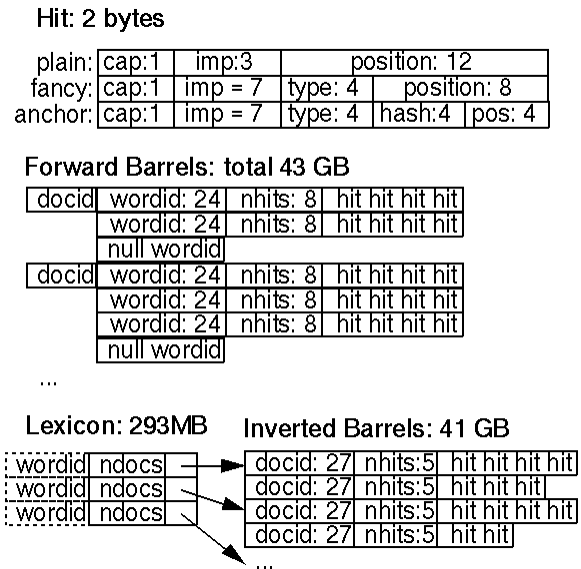 Hit: 2 bytes
plain: cap:1 imp:3 position: 12
fancy: cap:1 imp = 7 type: 4 position: 8
anchor: cap:1 imp = 7 type: 4 hash:4 pos: 4
Forward Barrels: total 43 GB
docid wordid: 24 nhits: 8 hit hit hit hit
wordid: 24 nhits: 8 hit hit hit hit
null wordid
docid wordid: 24 nhits: 8 hit hit hit hit
wordid: 24 nhits: 8 hit hit hit hit
wordid: 24 nhits: 8 hit hit hit hit
null wordid
...
Lexicon: 293MB
wordid ndocs
wordid ndocs
wordid ndocs
Inverted Barrels: 41 GB
docid: 27 nhits:5 hit hit hit hit
docid: 27 nhits:5 hit hit hit
docid: 27 nhits:5 hit hit hit hit
docid: 27 nhits:5 hit hit
...